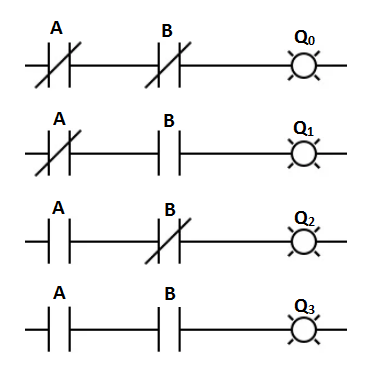 A B Q₀
A B Q₁
A B Q₂
A B Q₃